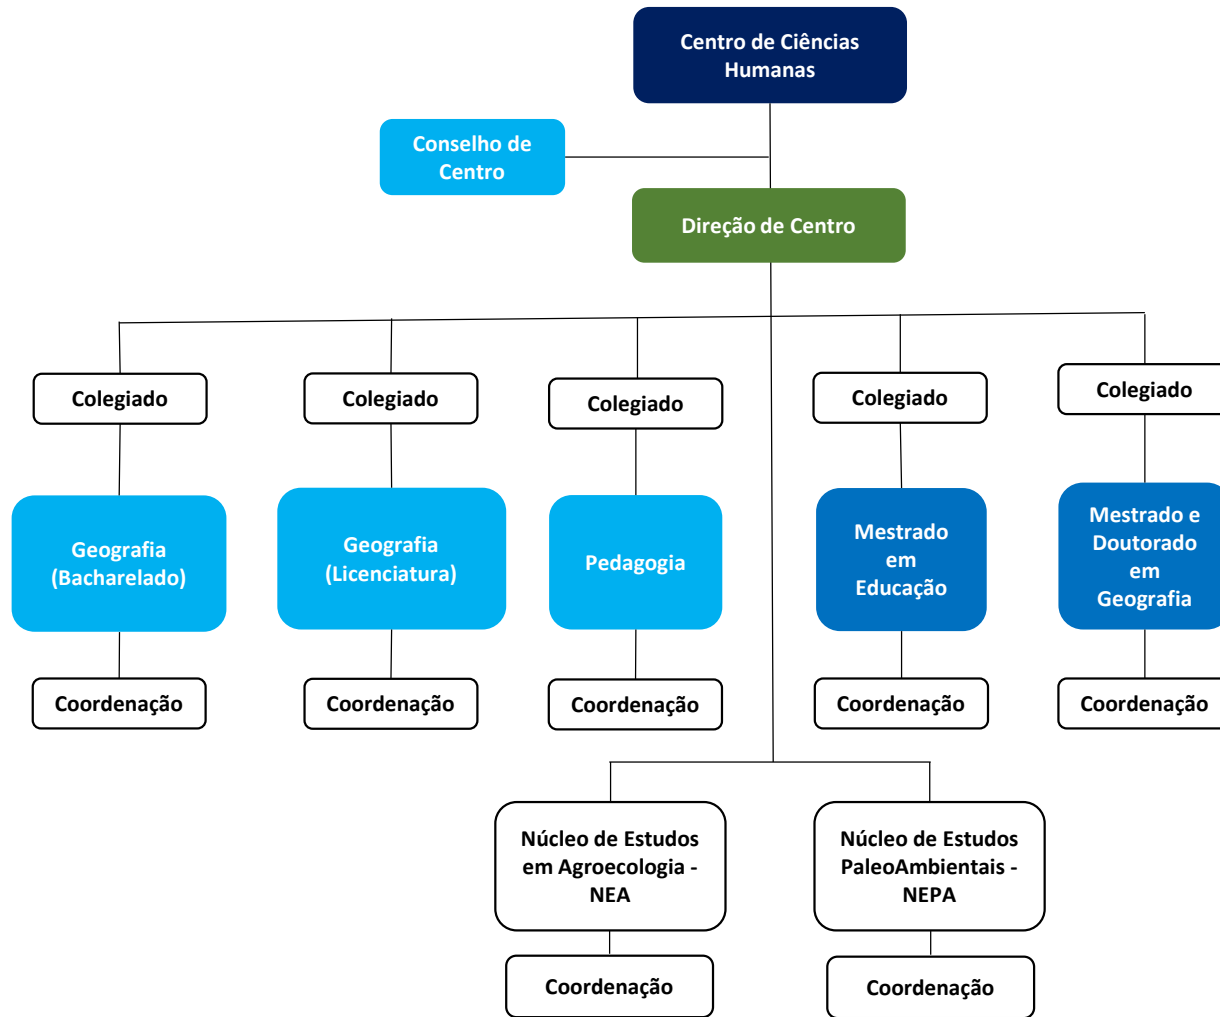 Centro de Ciências
Humanas
Conselho de
Centro
Direção de Centro
Colegiado
Colegiado
Colegiado
Colegiado
Colegiado
Geografia
(Bacharelado)
Geografia
(Licenciatura)
Pedagogia
Mestrado
em
Educação
Mestrado e
Doutorado
em
Geografia
Coordenação
Coordenação
Coordenação
Coordenação
Coordenação
Núcleo de Estudos
em Agroecologia -
NEA
Núcleo de Estudos
PaleoAmbientais -
NEPA
Coordenação
Coordenação